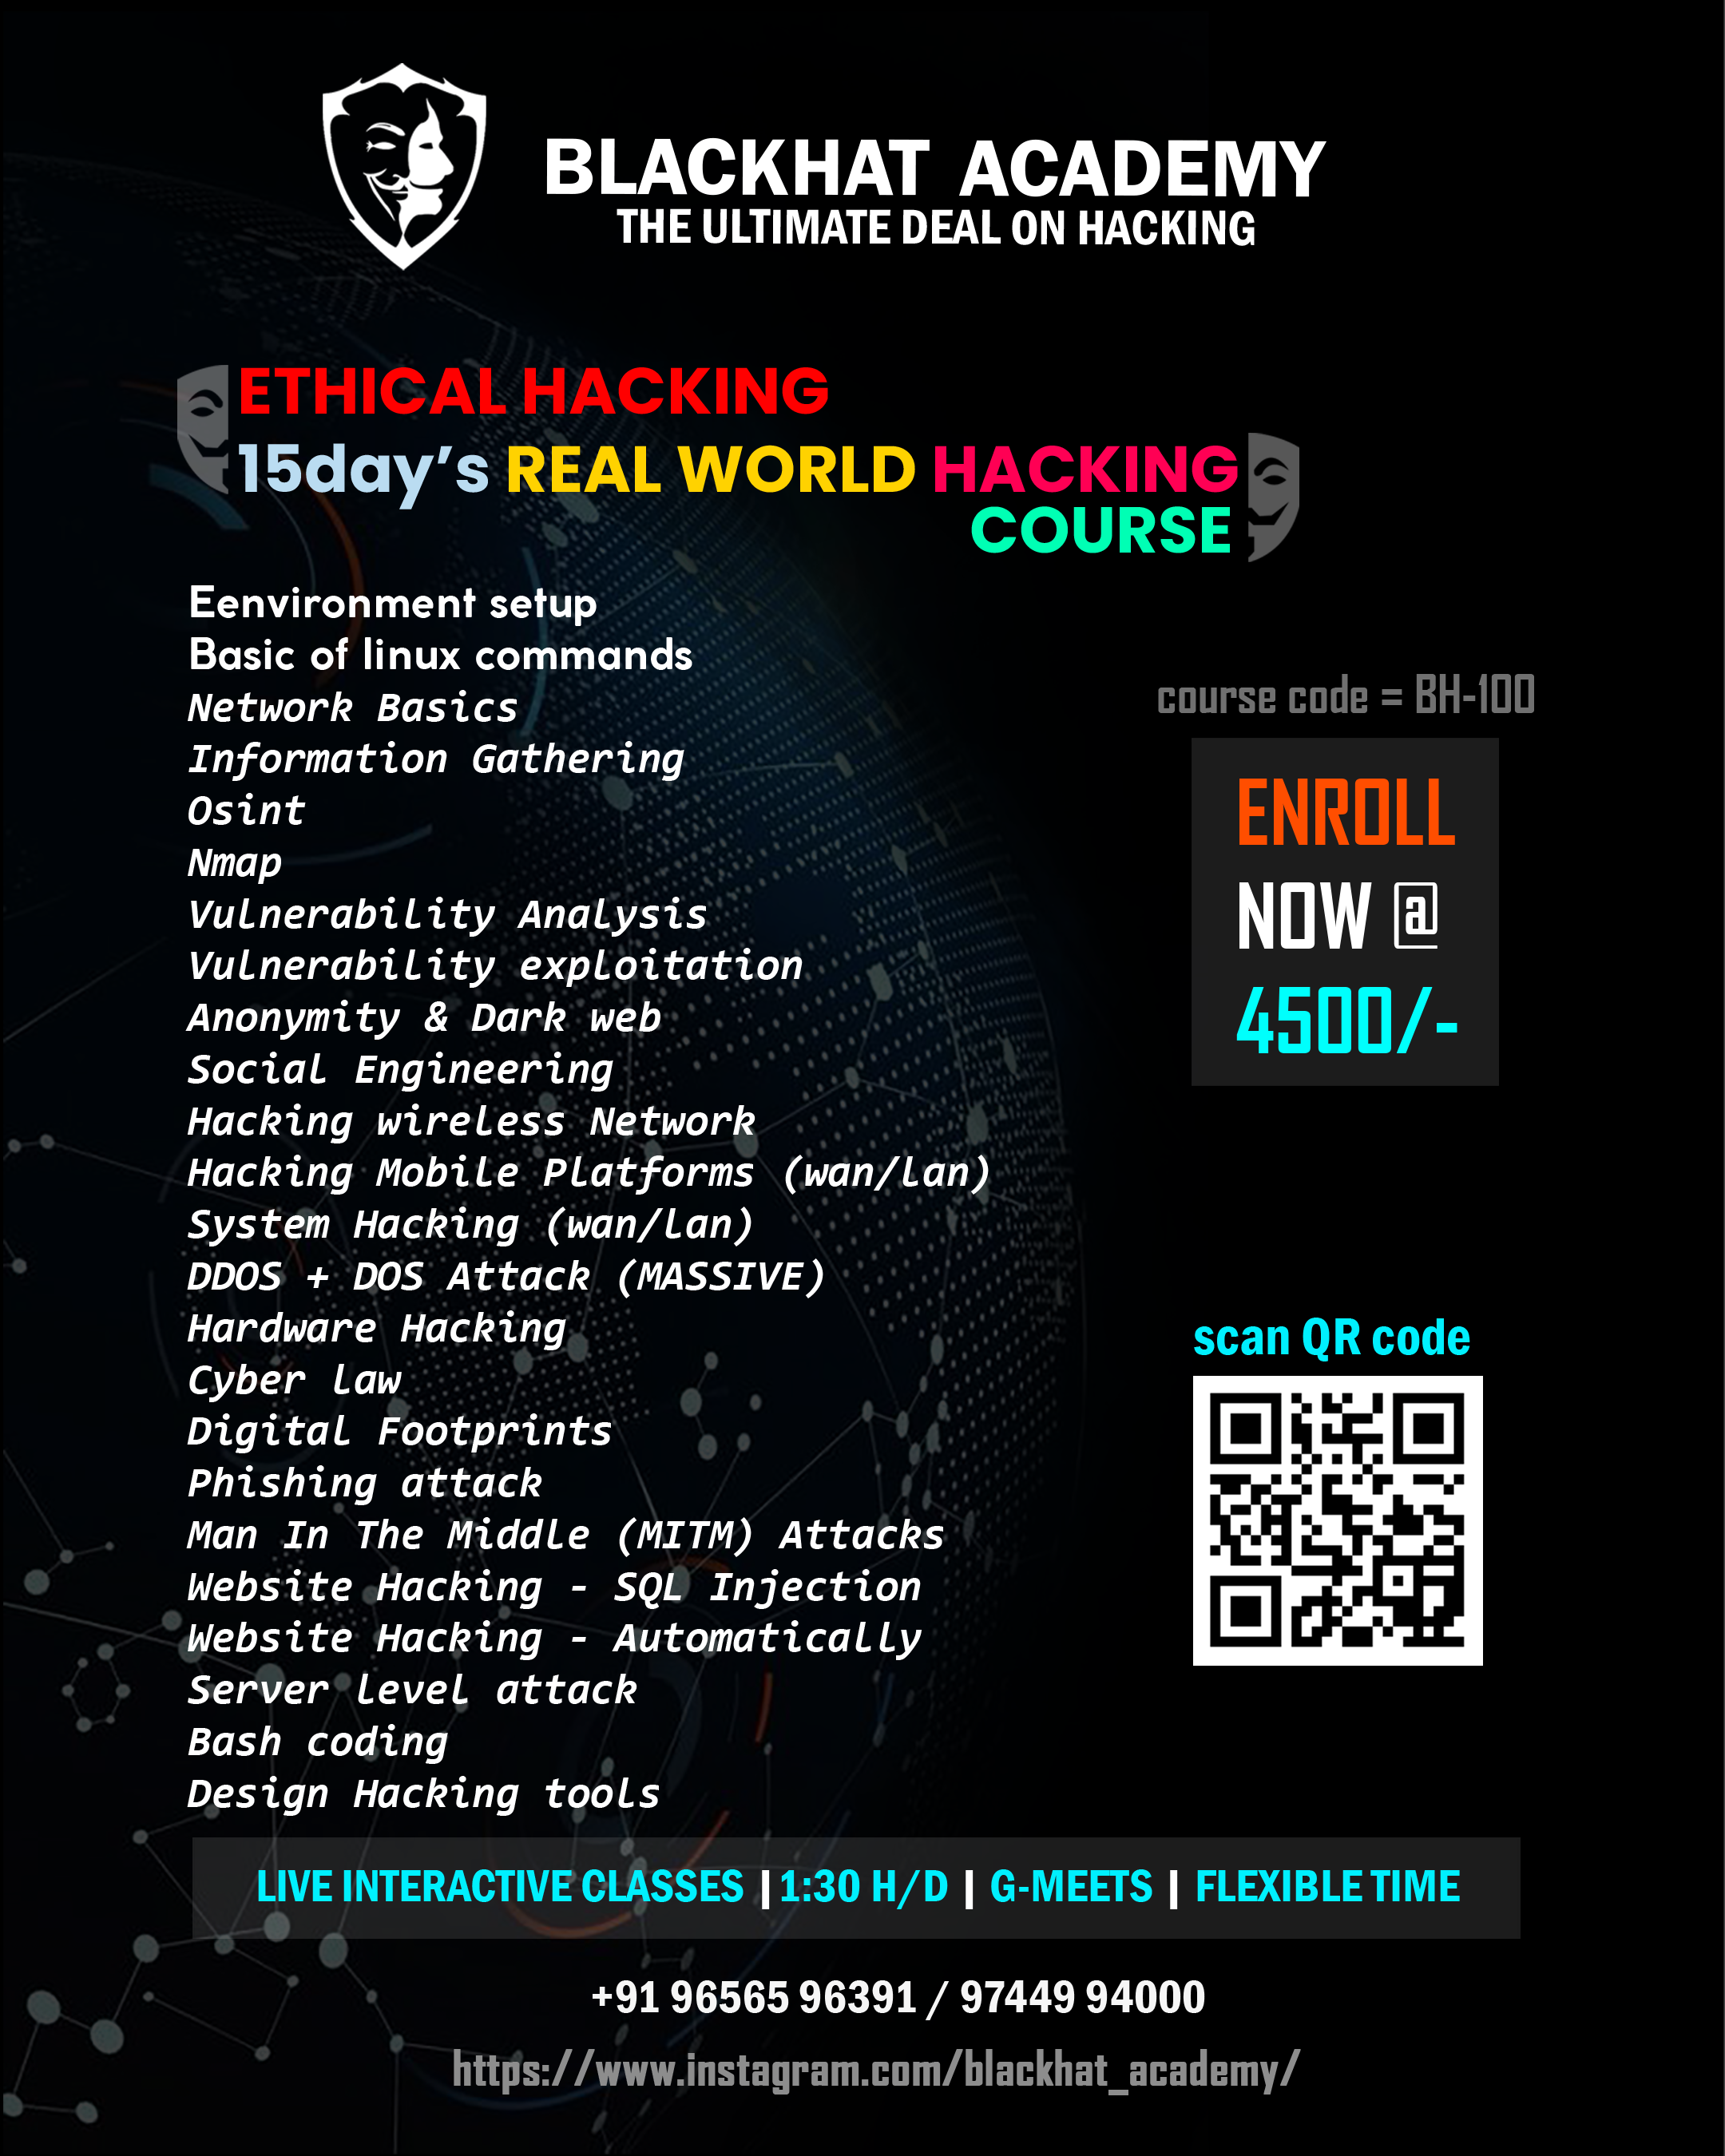 BLACKHAT ACADEMY
THE ULTIMATE DEAL ON HACKING
ETHICAL HACKING
15day’s REAL WORLD HACKING
COURSE
Eenvironment setup
Basic of linux commands
Network Basics
Information Gathering
Osint
Nmap
Vulnerability Analysis
Vulnerability exploitation
Anonymity & Dark web
Social Engineering
Hacking wireless Network
Hacking Mobile Platforms (wan/lan)
System Hacking (wan/lan)
DDOS + DOS Attack (MASSIVE)
Hardware Hacking
Cyber law
Digital Footprints
Phishing attack
Man In The Middle (MITM) Attacks
Website Hacking - SQL Injection
Website Hacking - Automatically
Server level attack
Bash coding
Design Hacking tools
course code = BH-100
ENROLL
NOW @
4500/-
scan QR code
LIVE INTERACTIVE CLASSES |1:30 H/D | G-MEETS | FLEXIBLE TIME
+91 96565 96391 / 97449 94000
https://www.instagram.com/blackhat_academy/